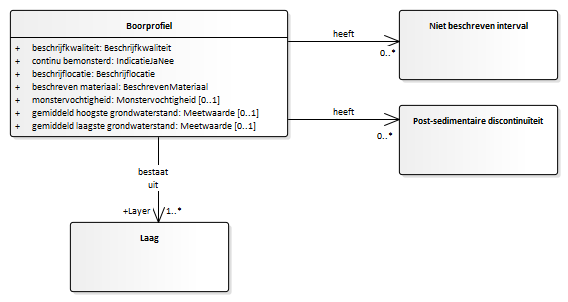 Boorprofiel
+ beschrijfkwaliteit: Beschrijfkwaliteit
+ continu bemonsterd: IndicatieJaNee
+ beschrijflocatie: Beschrijflocatie
+ beschreven materiaal: BeschrevenMateriaal
+ monstervochtigheid: Monstervochtigheid [0..1]
+ gemiddeld hoogste grondwaterstand: Meetwaarde [0..1]
+ gemiddeld laagste grondwaterstand: Meetwaarde [0..1]
heeft
0..*
Niet beschreven interval
heeft
0..*
Post-sedimentaire discontinuïteit
bestaat
uit
+Layer 1..*
Laag